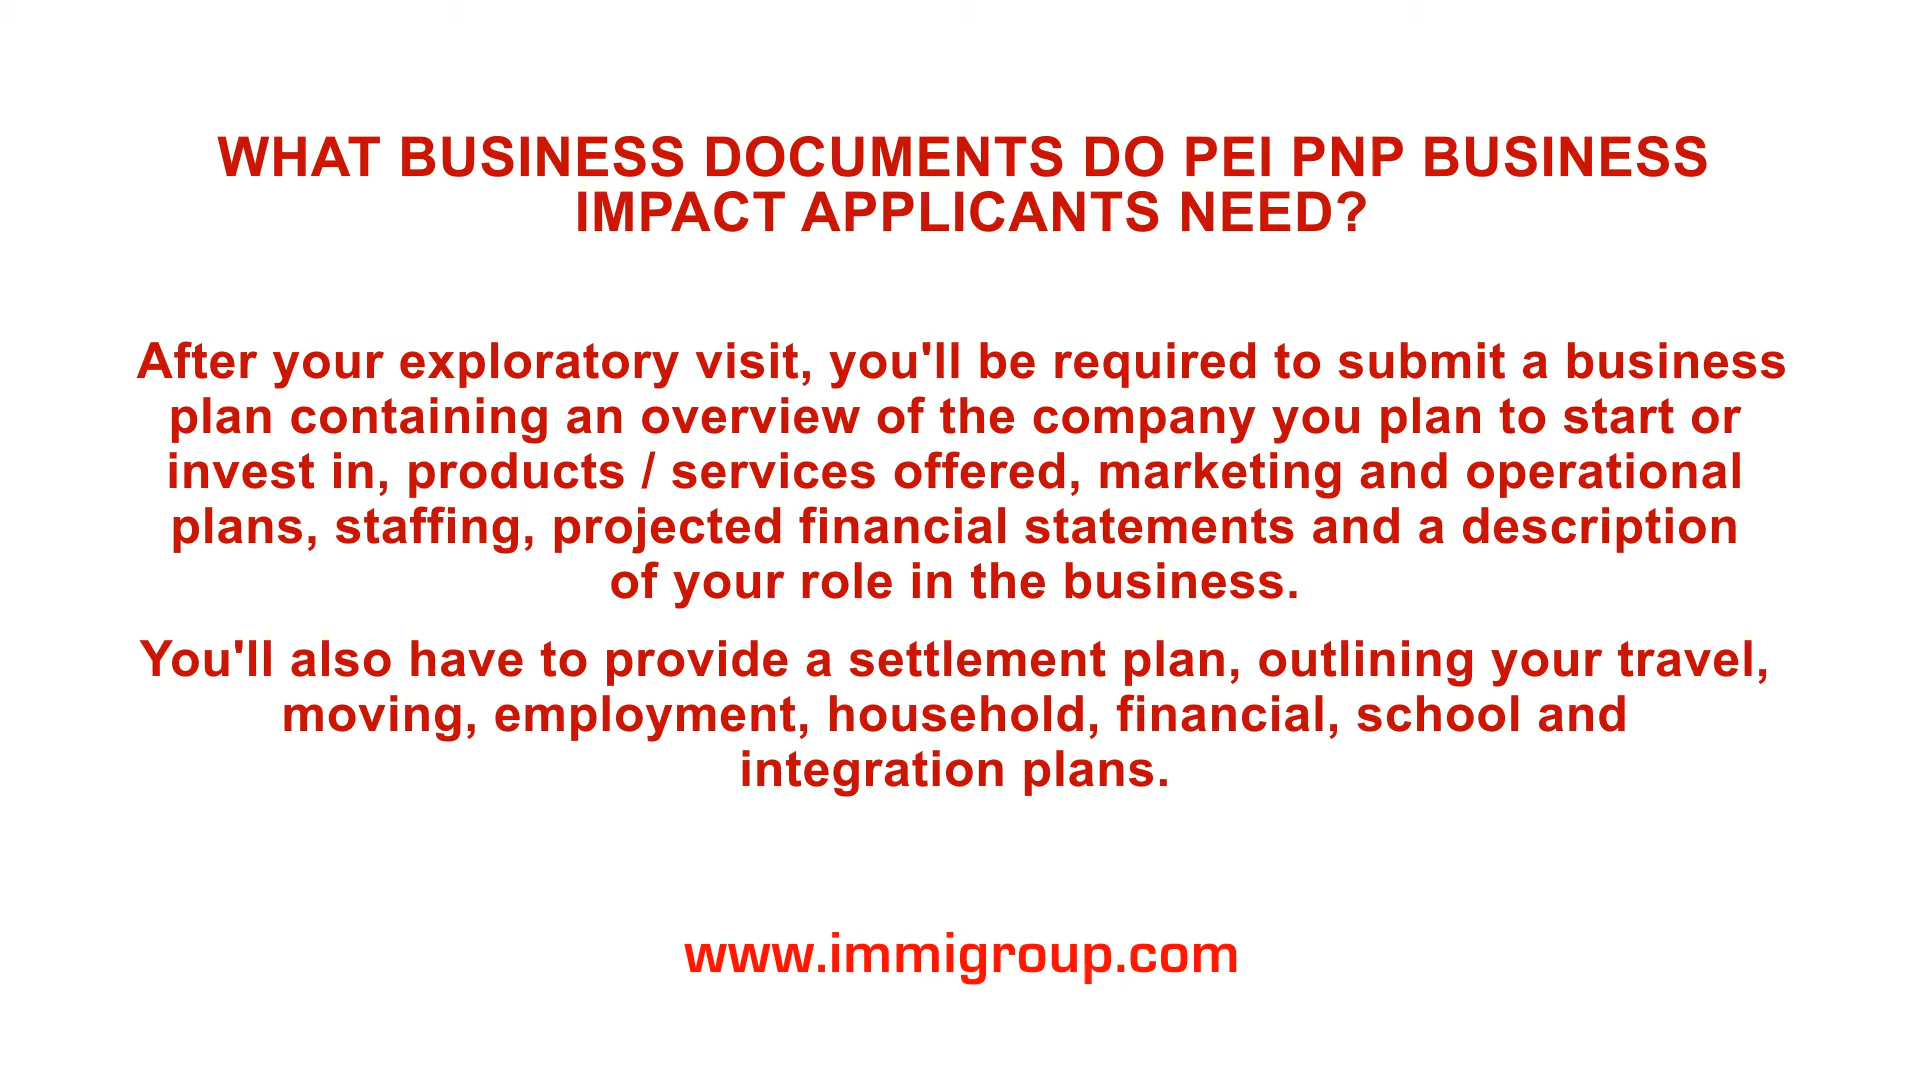 WHAT BUSINESS DOCUMENTS DO PEI PNP BUSINESS
IMPACT APPLICANTS NEED?
After your exploratory visit, you'll be required to submit a business
plan containing an overview of the company you plan to start or
invest in, products / services offered, marketing and operational
plans, staffing, projected financial statements and a description
of your role in the business.
You'll also have to provide a settlement plan, outlining your travel,
moving, employment, household, financial, school and
integration plans.
www.immigroup.com